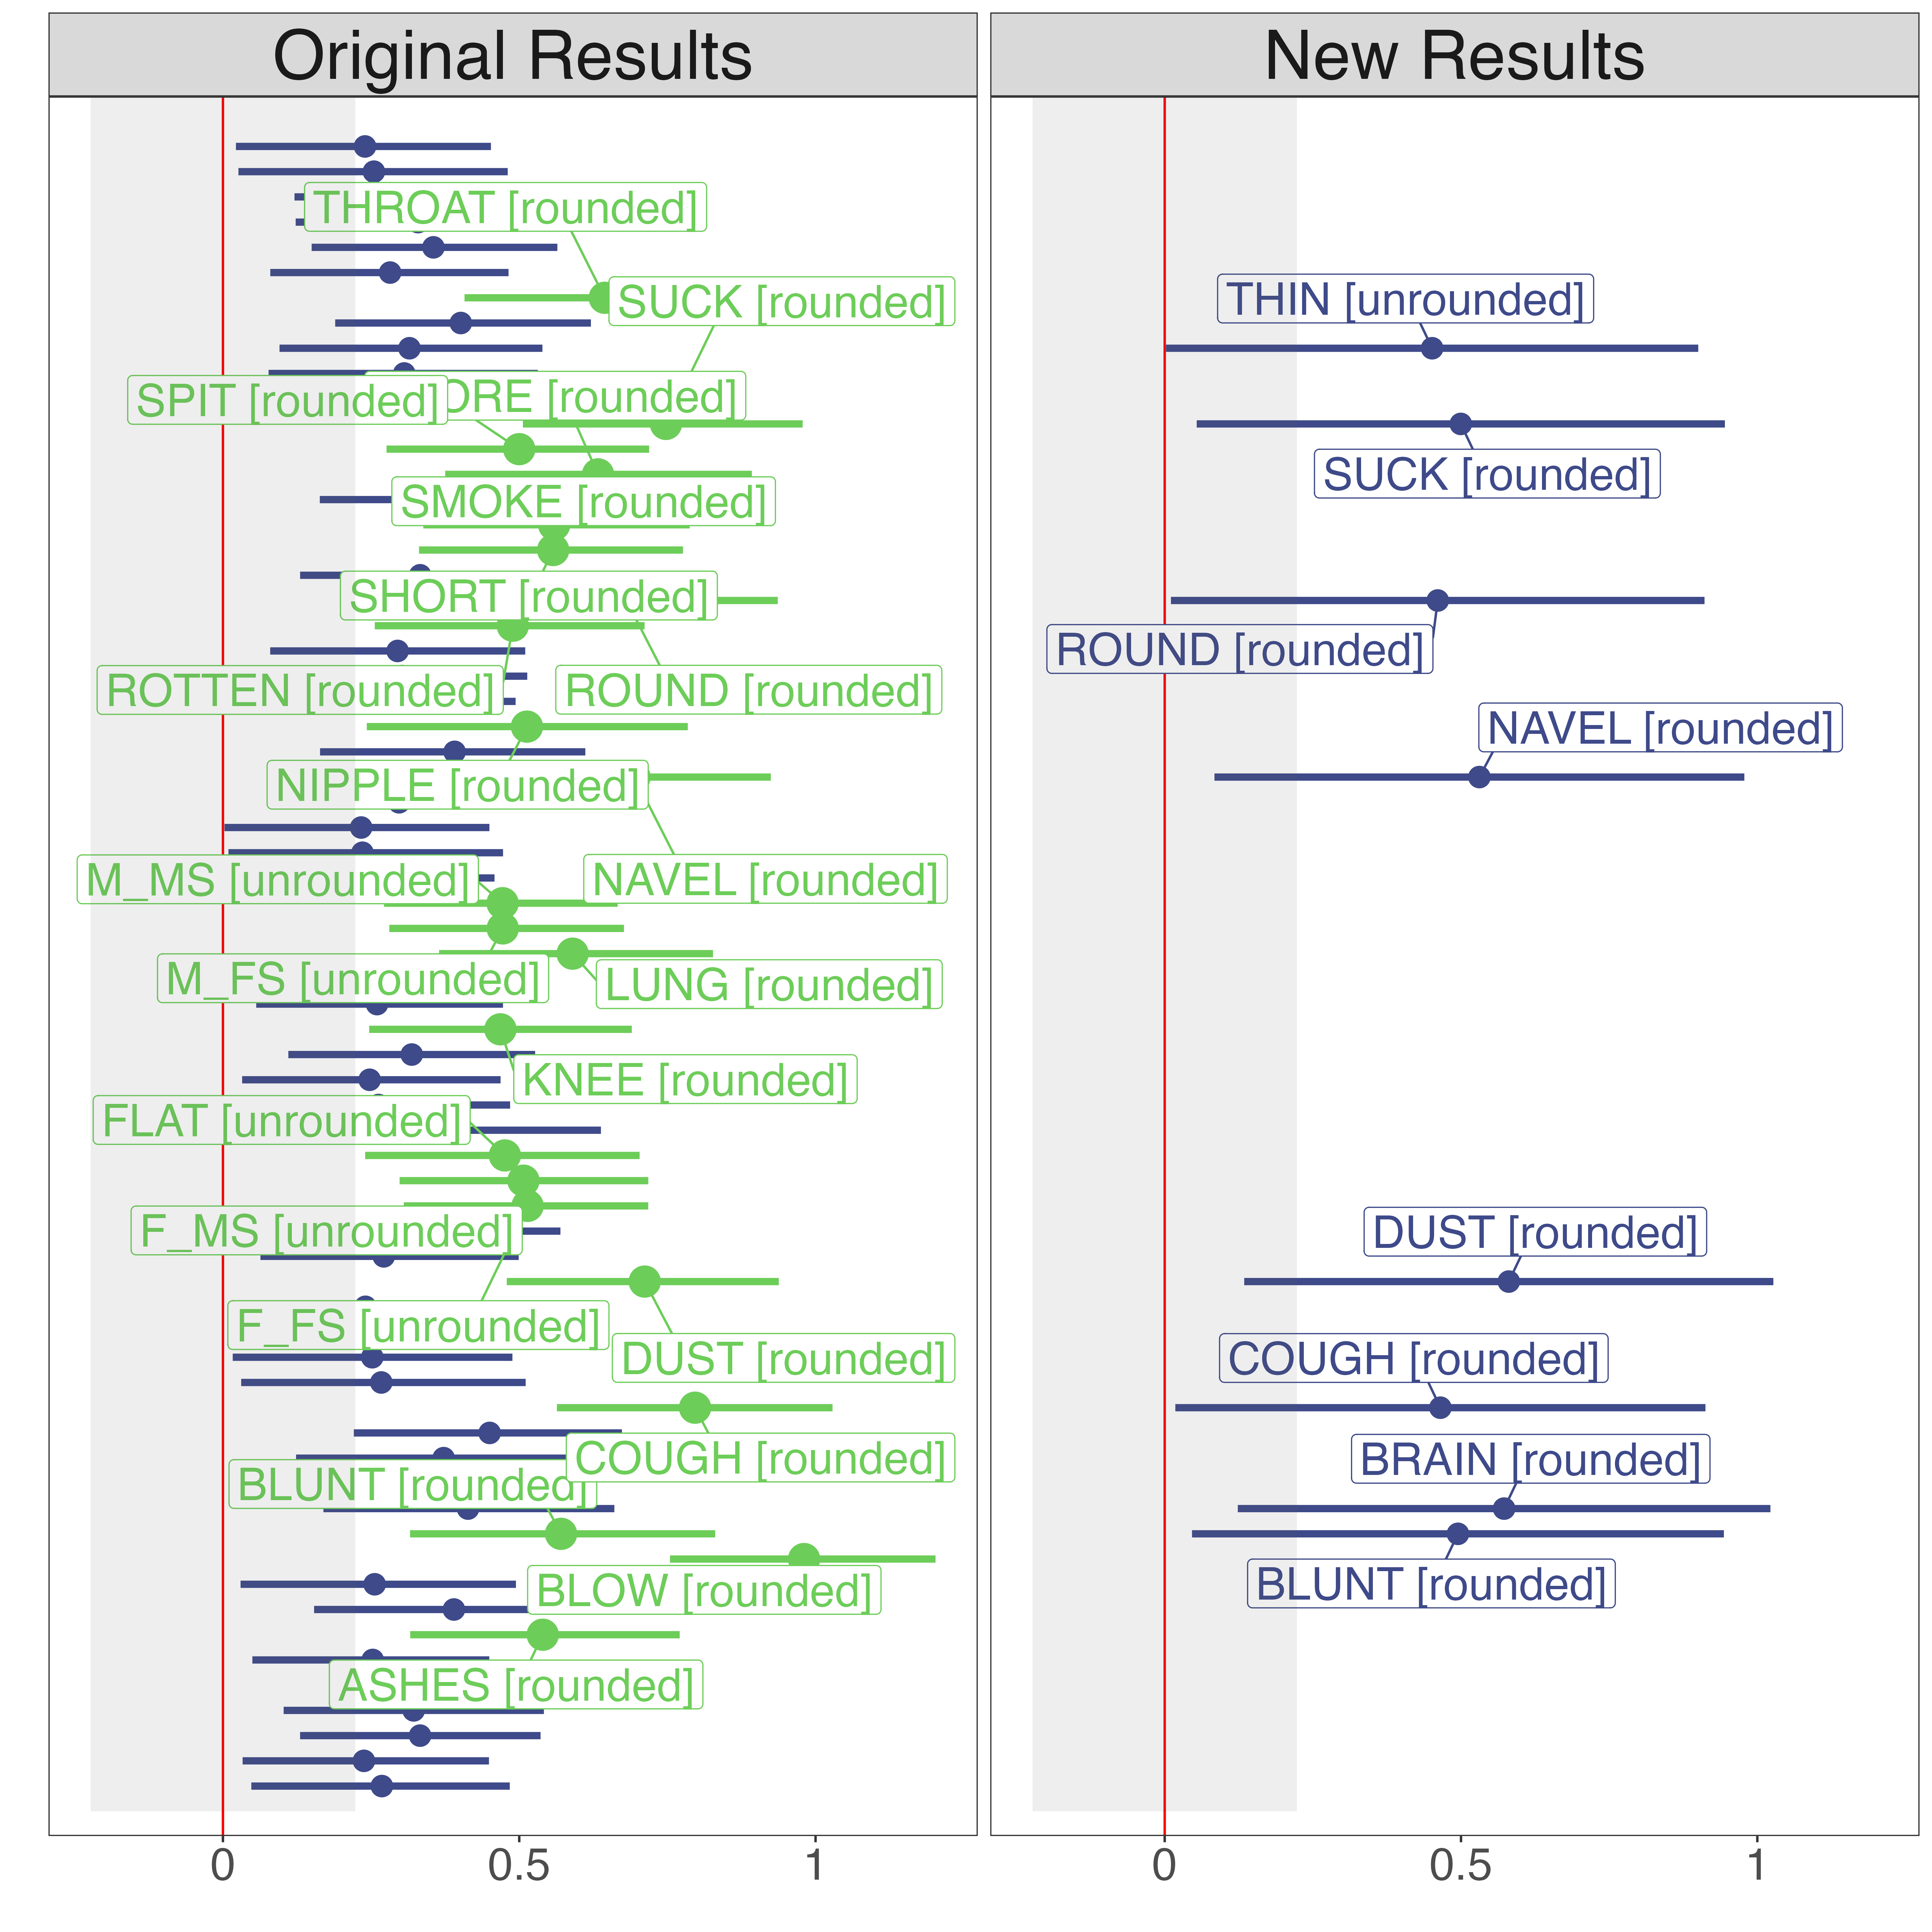 Original Results
THROAT [rounded]
SUCK [rounded]
SPIT [rounded]
ORE [rounded]
SMOKE [rounded]
SHORT [rounded]
ROTTEN [rounded]
ROUND [rounded]
NIPPLE [rounded]
M_MS [unrounded]
NAVEL [rounded]
M_FS [unrounded]
LUNG [rounded]
KNEE [rounded]
FLAT [unrounded]
F_MS [unrounded]
F_FS [unrounded]
DUST [rounded]
COUGH [rounded]
BLUNT [rounded]
BLOW [rounded]
ASHES [rounded]
0 0.5 1
New Results
THIN [unrounded]
SUCK [rounded]
ROUND [rounded]
NAVEL [rounded]
DUST [rounded]
COUGH [rounded]
BRAIN [rounded]
BLUNT [rounded]
0 0.5 1